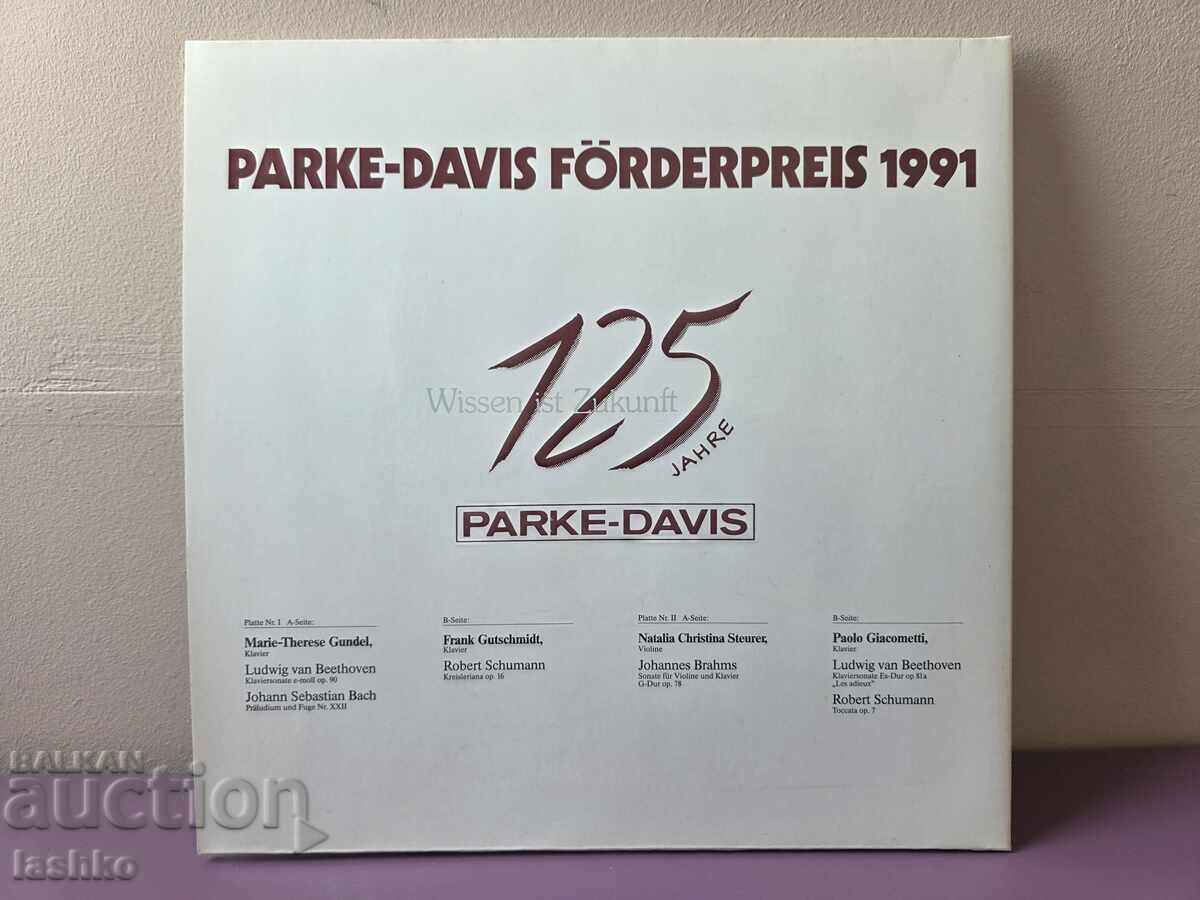 PARKE-DAVIS FÖRDERPREIS 1991
125
Wissen ist Zukunft
JAHRE
PARKE-DAVIS
Platte Nr. I A-Seite:
Marie-Therese Gundel,
Klavier
Ludwig van Beethoven
Klaviersonate e-moll op. 90
Johann Sebastian Bach
Präludium und Fuge Nr. XXII
B-Seite:
Frank Gutschmidt,
Klavier
Robert Schumann
Kreisleriana op. 16
Platte Nr. II A-Seite:
Natalia Christina Steurer,
Violine
Johannes Brahms
Sonate für Violine und Klavier
G-Dur op. 78
B-Seite:
Paolo Giacometti,
Klavier
Ludwig van Beethoven
Klaviersonate Es-Dur op 81a
„Les adieux"
Robert Schumann
Toccata op. 7
BALKAN
auction
lashko